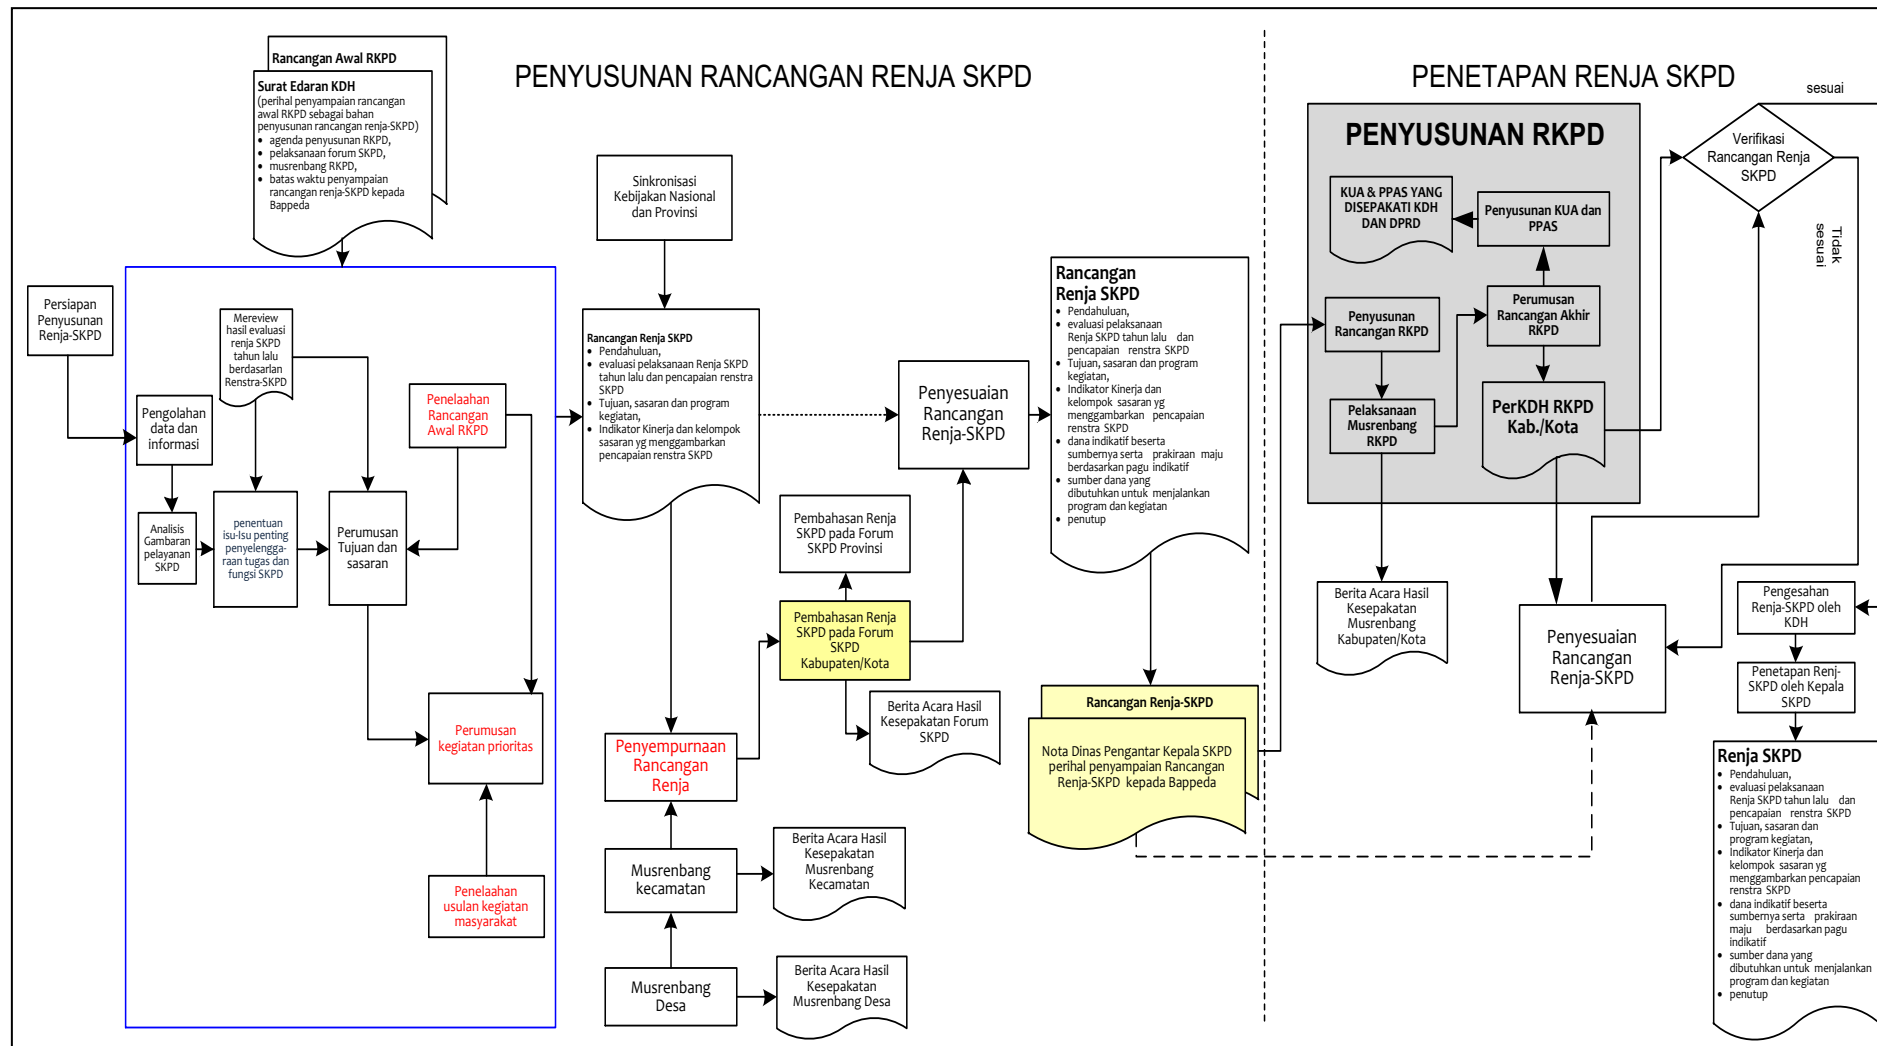 PENYUSUNAN RANCANGAN RENJA SKPD
PENETAPAN RENJA SKPD
Rancangan Awal RKPD
Surat Edaran KDH
(perihal penyampaian rancangan
awal RKPD sebagai bahan
penyusunan rancangan renja-SKPD)
• agenda penyusunan RKPD,
• pelaksanaan forum SKPD,
• musrenbang RKPD,
• batas waktu penyampaian
rancangan renja-SKPD kepada
Bappeda
Persiapan
Penyusunan
Renja-SKPD
Mereview
hasil evaluasi
renja SKPD
tahun lalu
berdasarlan
Renstra-SKPD
Pengolahan
data dan
informasi
Penelaahan
Rancangan
Awal RKPD
Analisis
Gambaran
pelayanan
SKPD
penentuan
isu-Isu penting
penyelengga-
raan tugas dan
fungsi SKPD
Perumusan
Tujuan dan
sasaran
Perumusan
kegiatan prioritas
Penelaahan
usulan kegiatan
masyarakat
Sinkronisasi
Kebijakan Nasional
dan Provinsi
Rancangan Renja SKPD
• Pendahuluan,
• evaluasi pelaksanaan Renja SKPD
tahun lalu dan pencapaian renstra
SKPD
• Tujuan, sasaran dan program
kegiatan,
• Indikator Kinerja dan kelompok
sasaran yg menggambarkan
pencapaian renstra SKPD
Penyempurnaan
Rancangan
Renja
Musrenbang
kecamatan
Berita Acara Hasil
Kesepakatan
Musrenbang
Kecamatan
Musrenbang
Desa
Berita Acara Hasil
Kesepakatan
Musrenbang Desa
Pembahasan Renja
SKPD pada Forum
SKPD Provinsi
Pembahasan Renja
SKPD pada Forum
SKPD
Kabupaten/Kota
Berita Acara Hasil
Kesepakatan Forum
SKPD
Penyesuaian
Rancangan
Renja-SKPD
Rancangan
Renja SKPD
• Pendahuluan,
• evaluasi pelaksanaan
Renja SKPD tahun lalu dan
pencapaian renstra SKPD
• Tujuan, sasaran dan program
kegiatan,
• Indikator Kinerja dan
kelompok sasaran yg
menggambarkan pencapaian
renstra SKPD
• dana indikatif beserta
sumbernya serta prakiraan maju
berdasarkan pagu indikatif
• sumber dana yang
dibutuhkan untuk menjalankan
program dan kegiatan
• penutup
Rancangan Renja-SKPD
Nota Dinas Pengantar Kepala SKPD
perihal penyampaian Rancangan
Renja-SKPD kepada Bappeda
PENYUSUNAN RKPD
KUA & PPAS YANG
DISEPAKATI KDH
DAN DPRD
Penyusunan KUA dan
PPAS
Penyusunan
Rancangan RKPD
Perumusan
Rancangan Akhir
RKPD
Pelaksanaan
Musrenbang
RKPD
PerKDH RKPD
Kab./Kota
Berita Acara Hasil
Kesepakatan
Musrenbang
Kabupaten/Kota
Penyesuaian
Rancangan
Renja-SKPD
sesuai
Verifikasi
Rancangan Renja
SKPD
Tidak
sesuai
Pengesahan
Renja-SKPD oleh
KDH
Penetapan Renj-
SKPD oleh Kepala
SKPD
Renja SKPD
• Pendahuluan,
• evaluasi pelaksanaan
Renja SKPD tahun lalu dan
pencapaian renstra SKPD
• Tujuan, sasaran dan
program kegiatan,
• Indikator Kinerja dan
kelompok sasaran yg
menggambarkan pencapaian
renstra SKPD
• dana indikatif beserta
sumbernya serta prakiraan
maju berdasarkan pagu
indikatif
• sumber dana yang
dibutuhkan untuk menjalankan
program dan kegiatan
• penutup